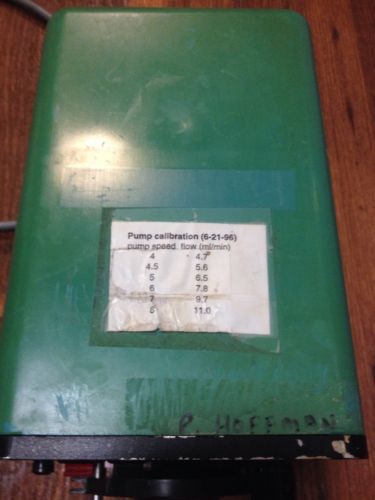 Pump calibration (6-21-96)
pump speed flow (ml/min)
4 4.7
4.5 5.6
5 6.5
6 7.8
7 9.7
8 11.0
P. HOFFMAN